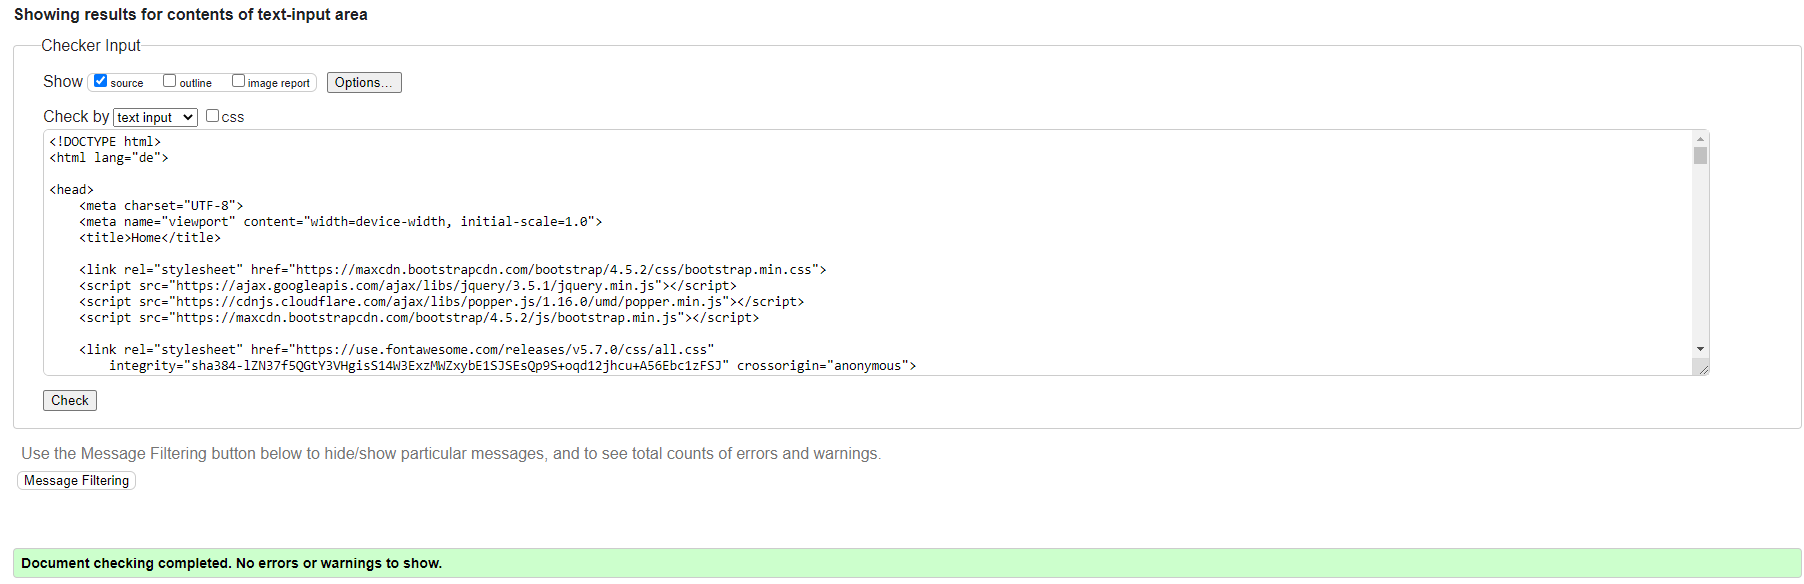 Showing results for contents of text-input area
Checker Input
Show source outline image report Options...
Check by text input css
<!DOCTYPE html>
<html lang="de">
<head>
<meta charset="UTF-8">
<meta name="viewport" content="width=device-width, initial-scale=1.0">
<title>Home</title>
<link rel="stylesheet" href="https://maxcdn.bootstrapcdn.com/bootstrap/4.5.2/css/bootstrap.min.css">
<script src="https://ajax.googleapis.com/ajax/libs/jquery/3.5.1/jquery.min.js"></script>
<script src="https://cdnjs.cloudflare.com/ajax/libs/popper.js/1.16.0/umd/popper.min.js"></script>
<script src="https://maxcdn.bootstrapcdn.com/bootstrap/4.5.2/js/bootstrap.min.js"></script>
<link rel="stylesheet" href="https://use.fontawesome.com/releases/v5.7.0/css/all.css"
integrity="sha384-lZN37f5QGtY3VHgisS14W3ExzMWZxybE1SJSEsQp9S+oqd12jhcu+A56Ebc1zFSJ" crossorigin="anonymous">
Check
Use the Message Filtering button below to hide/show particular messages, and to see total counts of errors and warnings.
Message Filtering
Document checking completed. No errors or warnings to show.